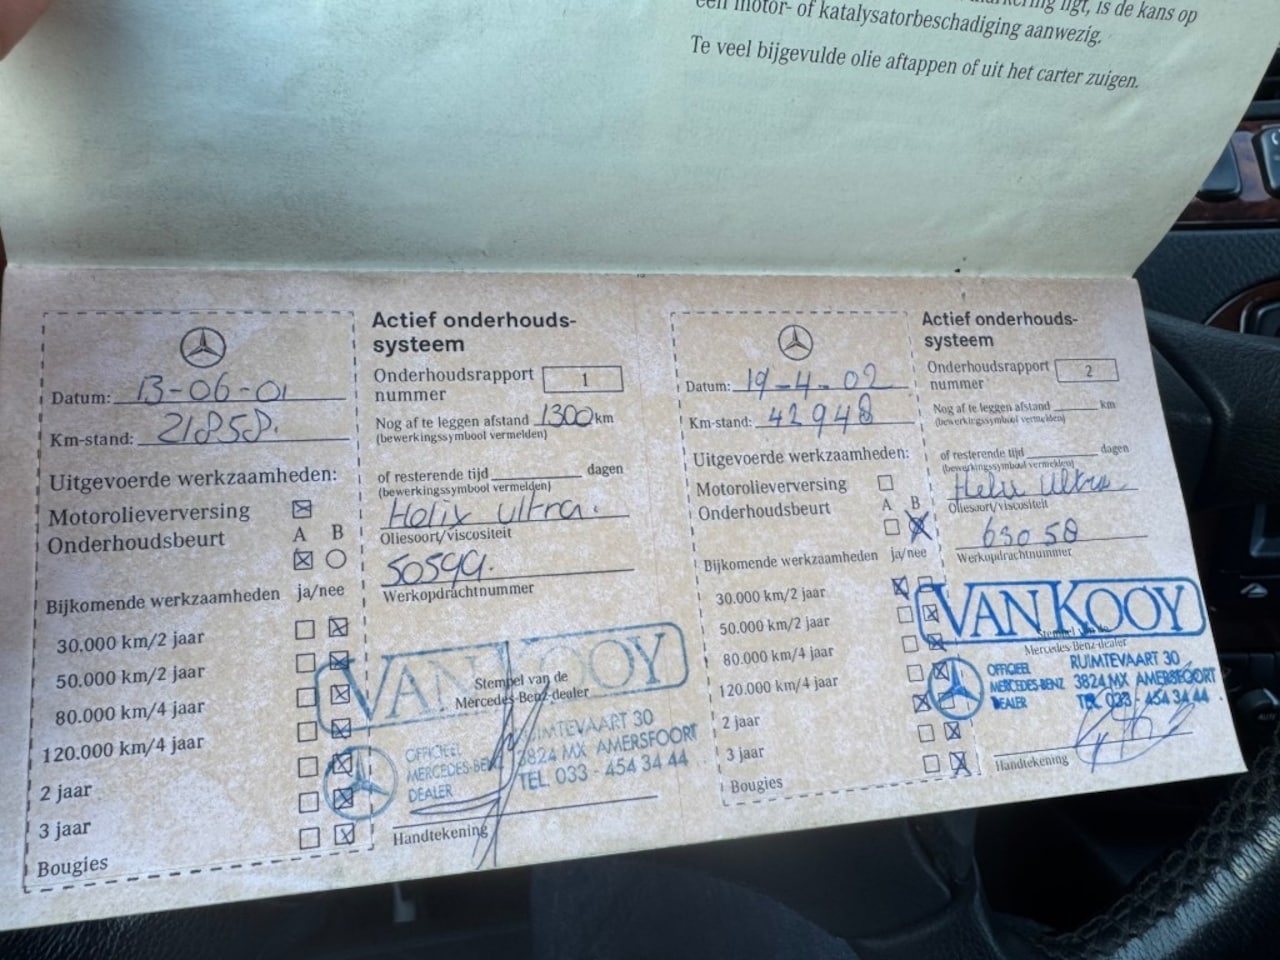 een motor- of katalysatorbeschadiging aanwezig.
ligt, is de kans op
Te veel bijgevulde olie aftappen of uit het carter zuigen.
Datum: 13-06-01
Km-stand: 21858.
Uitgevoerde werkzaamheden:
Motorolieverversing
Onderhoudsbeurt A B
Bijkomende werkzaamheden ja/nee
30.000 km/2 jaar
50.000 km/2 jaar
80.000 km/4 jaar
120.000 km/4 jaar
2 jaar
3 jaar
Bougies
Actief onderhouds-
systeem
Onderhoudsrapport 1
nummer
Nog af te leggen afstand 1300 km
(bewerkingssymbool vermelden)
of resterende tijd dagen
(bewerkingssymbool vermelden)
Helix Ultra.
Oliesoort/viscositeit
Werkopdrachtnummer
VAN KOOY
Stempel van de
Mercedes-Benz-dealer
OFFICIEEL
MERCEDES-BENZ
DEALER
RUIMTEVAART 30
3824 MX AMERSFOORT
TEL 033 - 454 34 44
Handtekening
Datum: 19-4-02
Km-stand: 42948
Uitgevoerde werkzaamheden:
Motorolieverversing
Onderhoudsbeurt A B
Bijkomende werkzaamheden ja/nee
30.000 km/2 jaar
50.000 km/2 jaar
80.000 km/4 jaar
120.000 km/4 jaar
2 jaar
3 jaar
Bougies
Actief onderhouds-
systeem
Onderhoudsrapport 2
nummer
Nog af te leggen afstand km
(bewerkingssymbool vermelden)
of resterende tijd dagen
(bewerkingssymbool vermelden)
Helix Ultra
Oliesoort/viscositeit
63058
Werkopdrachtnummer
VAN KOOY
Stempel van de
Mercedes-Benz-dealer
OFFICIEEL
MERCEDES-BENZ
DEALER
RUIMTEVAART 30
3824 MX AMERSFOORT
TEL 033 - 454 34 44
Handtekening